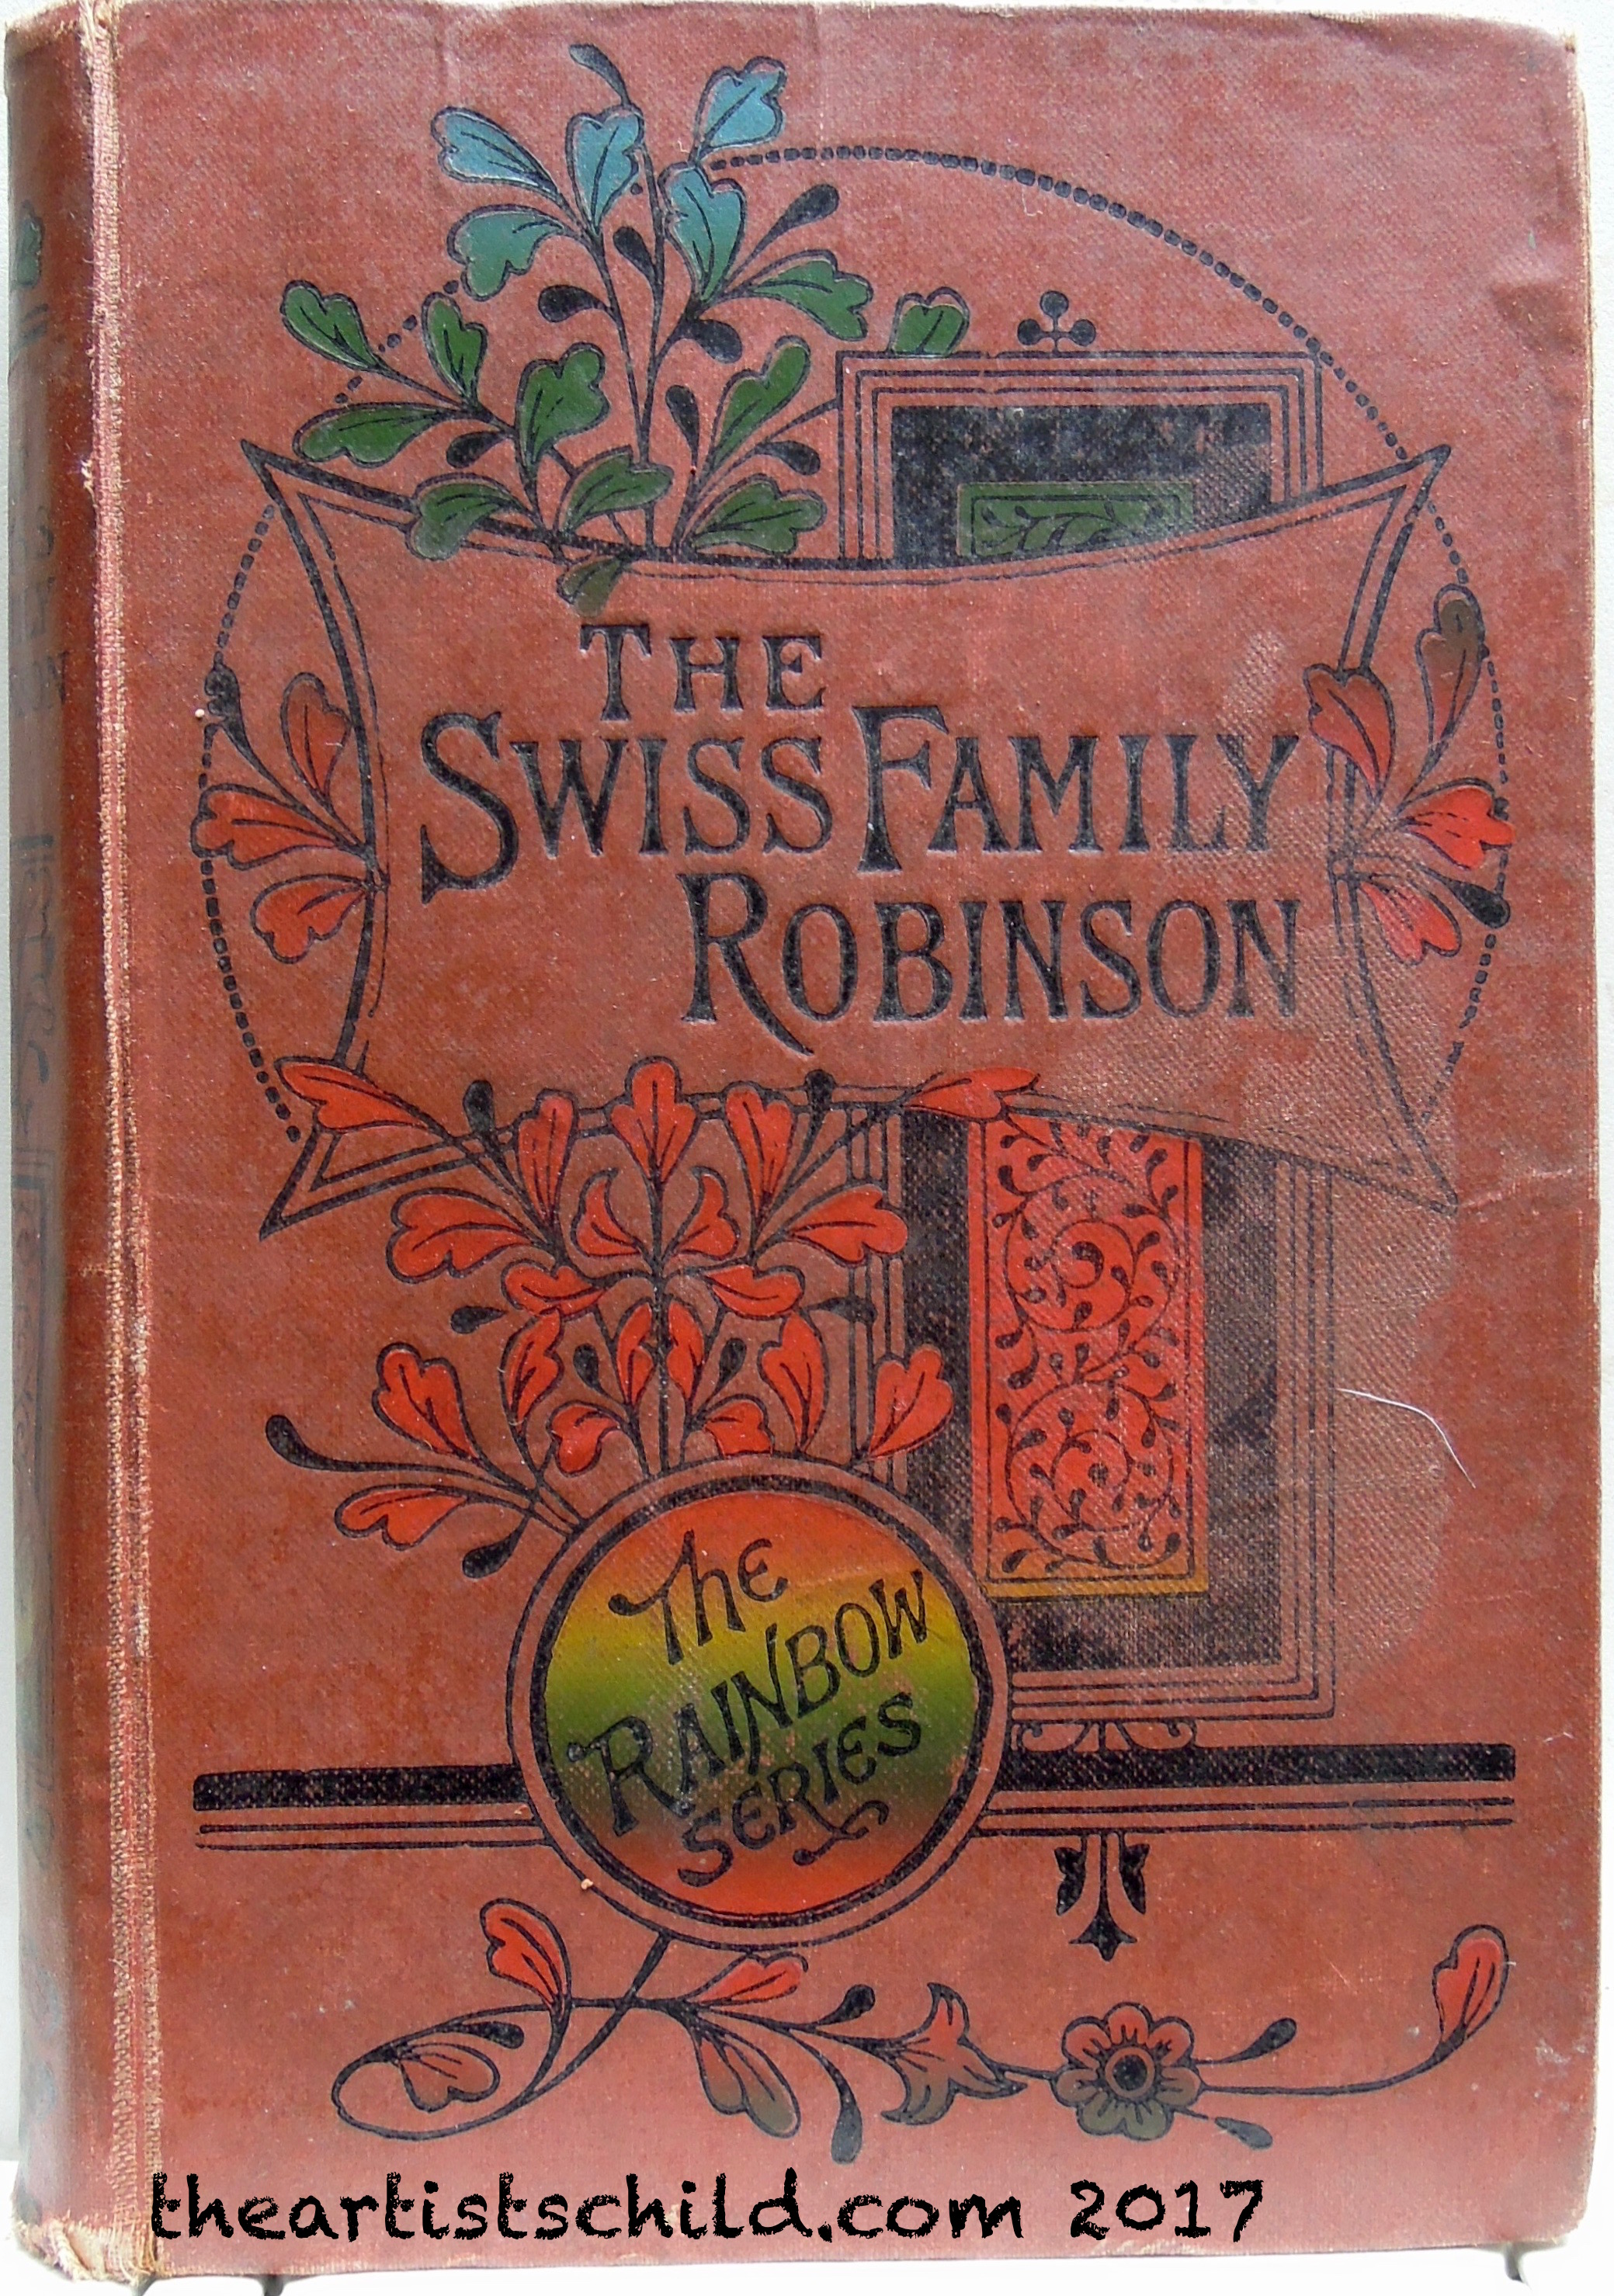 THE
SWISS FAMILY
ROBINSON
The
RAINBOW
SERIES
theartistschild.com 2017